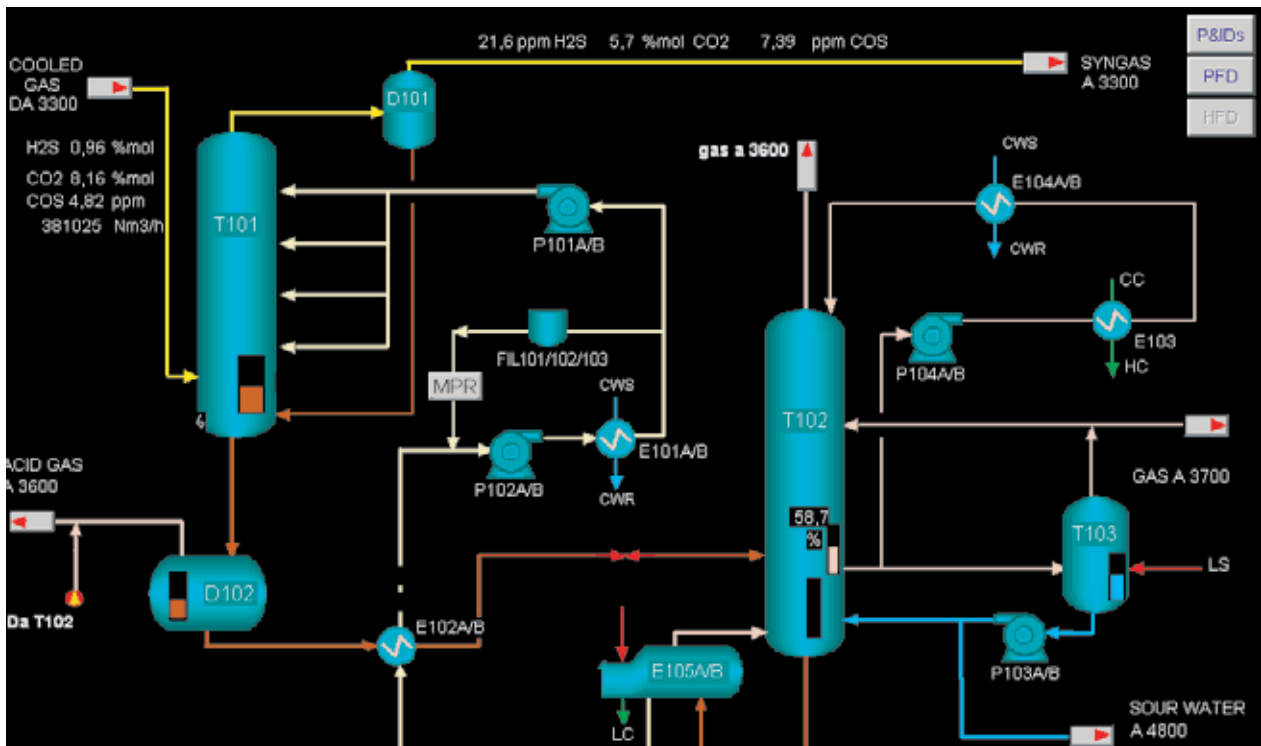 21,6 ppm H2S 5,7 %mol CO2 7,39 ppm COS
P&IDs
PFD
HFD
COOLED
GAS
DA 3300
SYNGAS
A 3300
D101
H2S 0,96 %mol
CO2 8,16 %mol
COS 4,82 ppm
381025 Nm3/h
T101
gas a 3600
CWS
E104A/B
CWR
P101A/B
CC
E103
HC
P104A/B
FIL101/102/103
MPR
CWS
E101A/B
CWR
P102A/B
T102
ACID GAS
A 3600
GAS A 3700
58,7
%
T103
LS
D102
Da T102
E102A/B
E105A/B
LC
P103A/B
SOUR WATER
A 4800